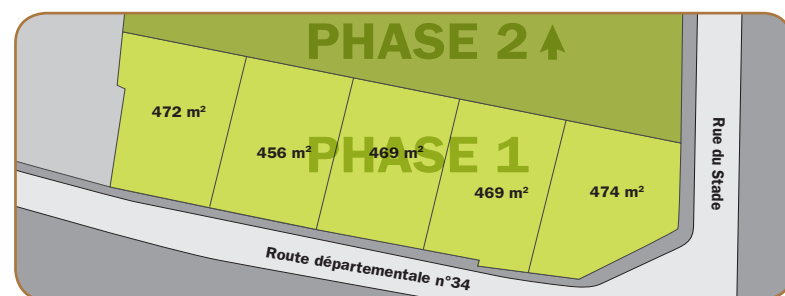 PHASE 2
472 m²
456 m²
PHASE 1
469 m²
469 m²
474 m²
Rue du Stade
Route départementale n°34